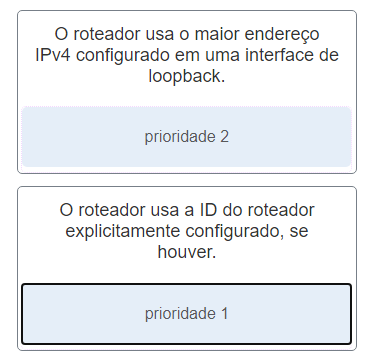 O roteador usa o maior endereço
IPv4 configurado em uma interface de
loopback.
prioridade 2
O roteador usa a ID do roteador
explicitamente configurado, se
houver.
prioridade 1